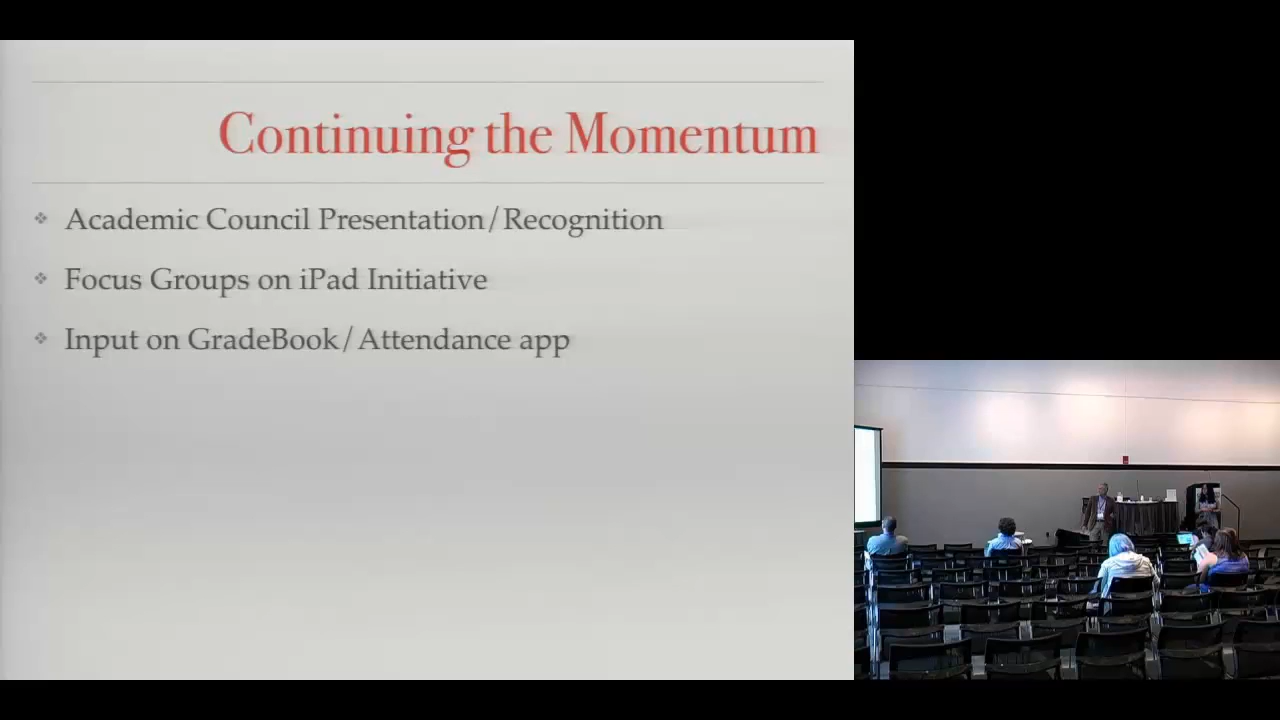 Continuing the Momentum
Academic Council Presentation/Recognition
Focus Groups on iPad Initiative
Input on GradeBook/Attendance app